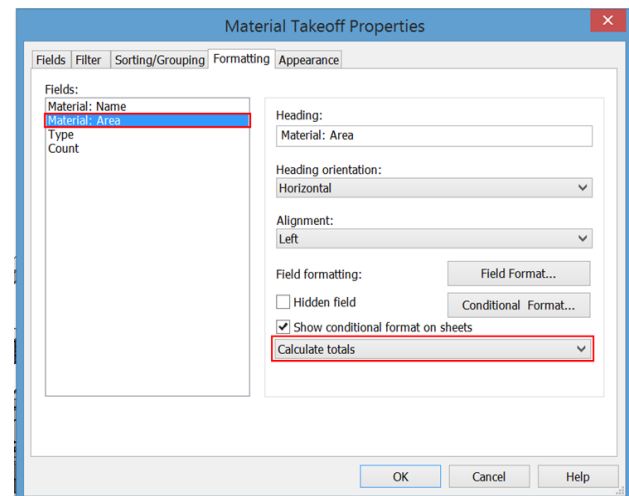 Material Takeoff Properties
Fields Filter Sorting/Grouping Formatting Appearance
Fields:
Material: Name
Material: Area
Type
Count
Heading:
Material: Area
Heading orientation:
Horizontal
Alignment:
Left
Field formatting: Field Format...
Hidden field Conditional Format...
Show conditional format on sheets
Calculate totals
OK Cancel Help